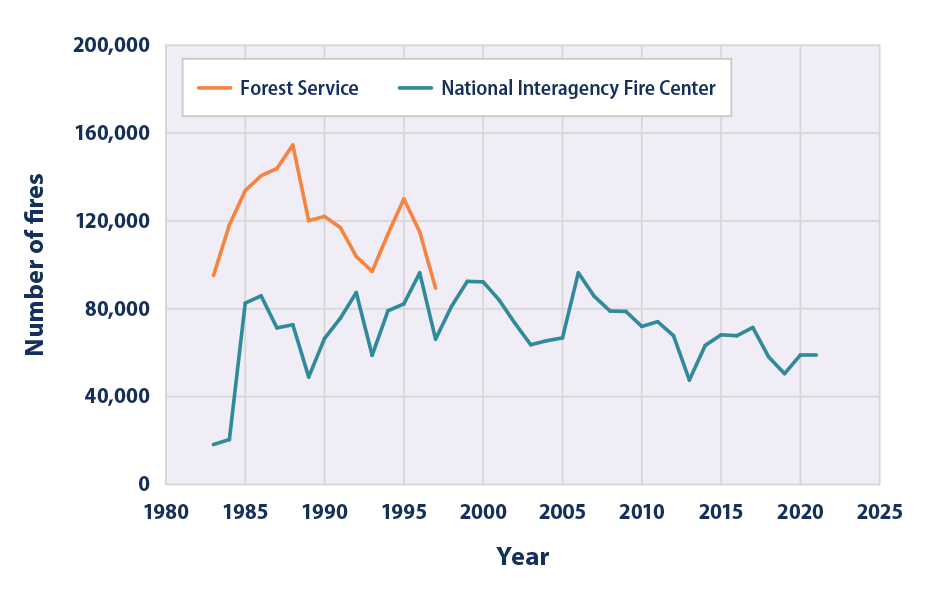 200,000
Forest Service National Interagency Fire Center
160,000
120,000
Number of fires
80,000
40,000
0
1980 1985 1990 1995 2000 2005 2010 2015 2020 2025
Year